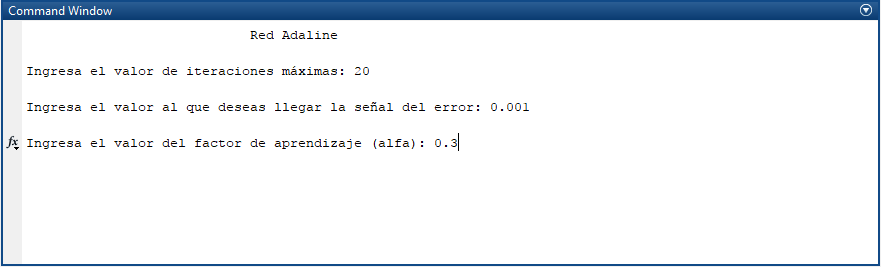 Command Window
Red Adaline
Ingresa el valor de iteraciones máximas: 20
Ingresa el valor al que deseas llegar la señal del error: 0.001
fx Ingresa el valor del factor de aprendizaje (alfa): 0.3